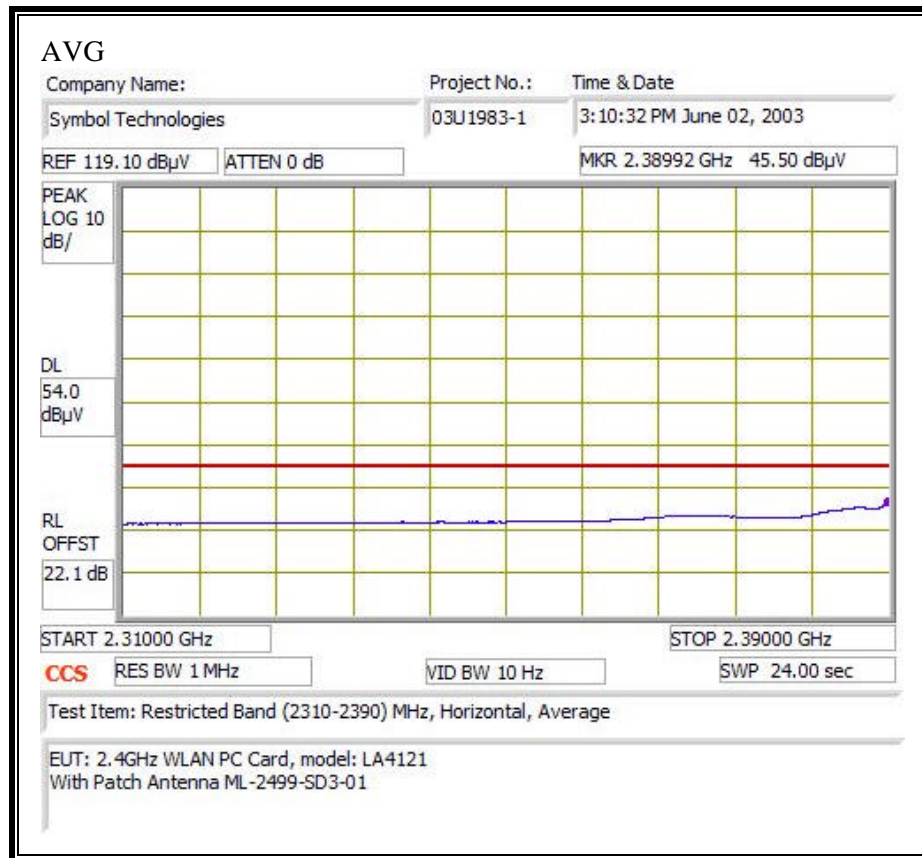 AVG
Company Name: Project No.: Time & Date
Symbol Technologies 03U1983-1 3:10:32 PM June 02, 2003
REF 119.10 dBµV ATTEN 0 dB MKR 2.38992 GHz 45.50 dBµV
PEAK
LOG 10
dB/
DL
54.0
dBµV
RL
OFFST
22.1 dB
START 2.31000 GHz STOP 2.39000 GHz
CCS RES BW 1 MHz VID BW 10 Hz SWP 24.00 sec
Test Item: Restricted Band (2310-2390) MHz, Horizontal, Average
EUT: 2.4GHz WLAN PC Card, model: LA4121
With Patch Antenna ML-2499-SD3-01